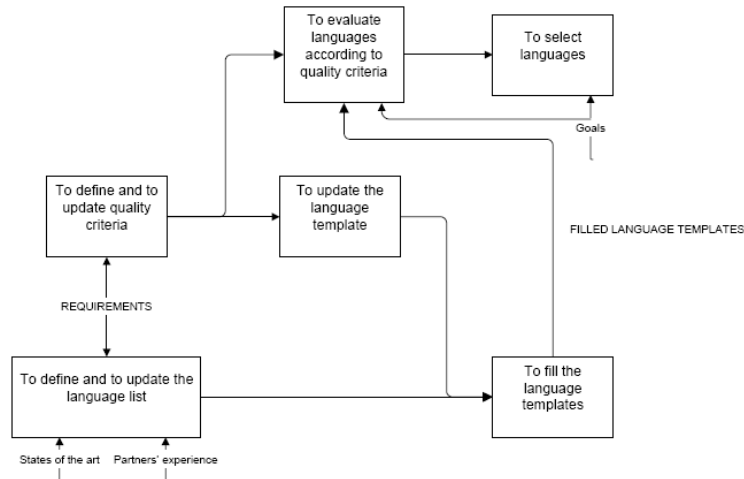 To evaluate
languages
according to
quality criteria
To select
languages
Goals
To define and to
update quality
criteria
To update the
language
template
FILLED LANGUAGE TEMPLATES
REQUIREMENTS
To define and to update the
language list
To fill the
language
templates
States of the art
Partners' experience